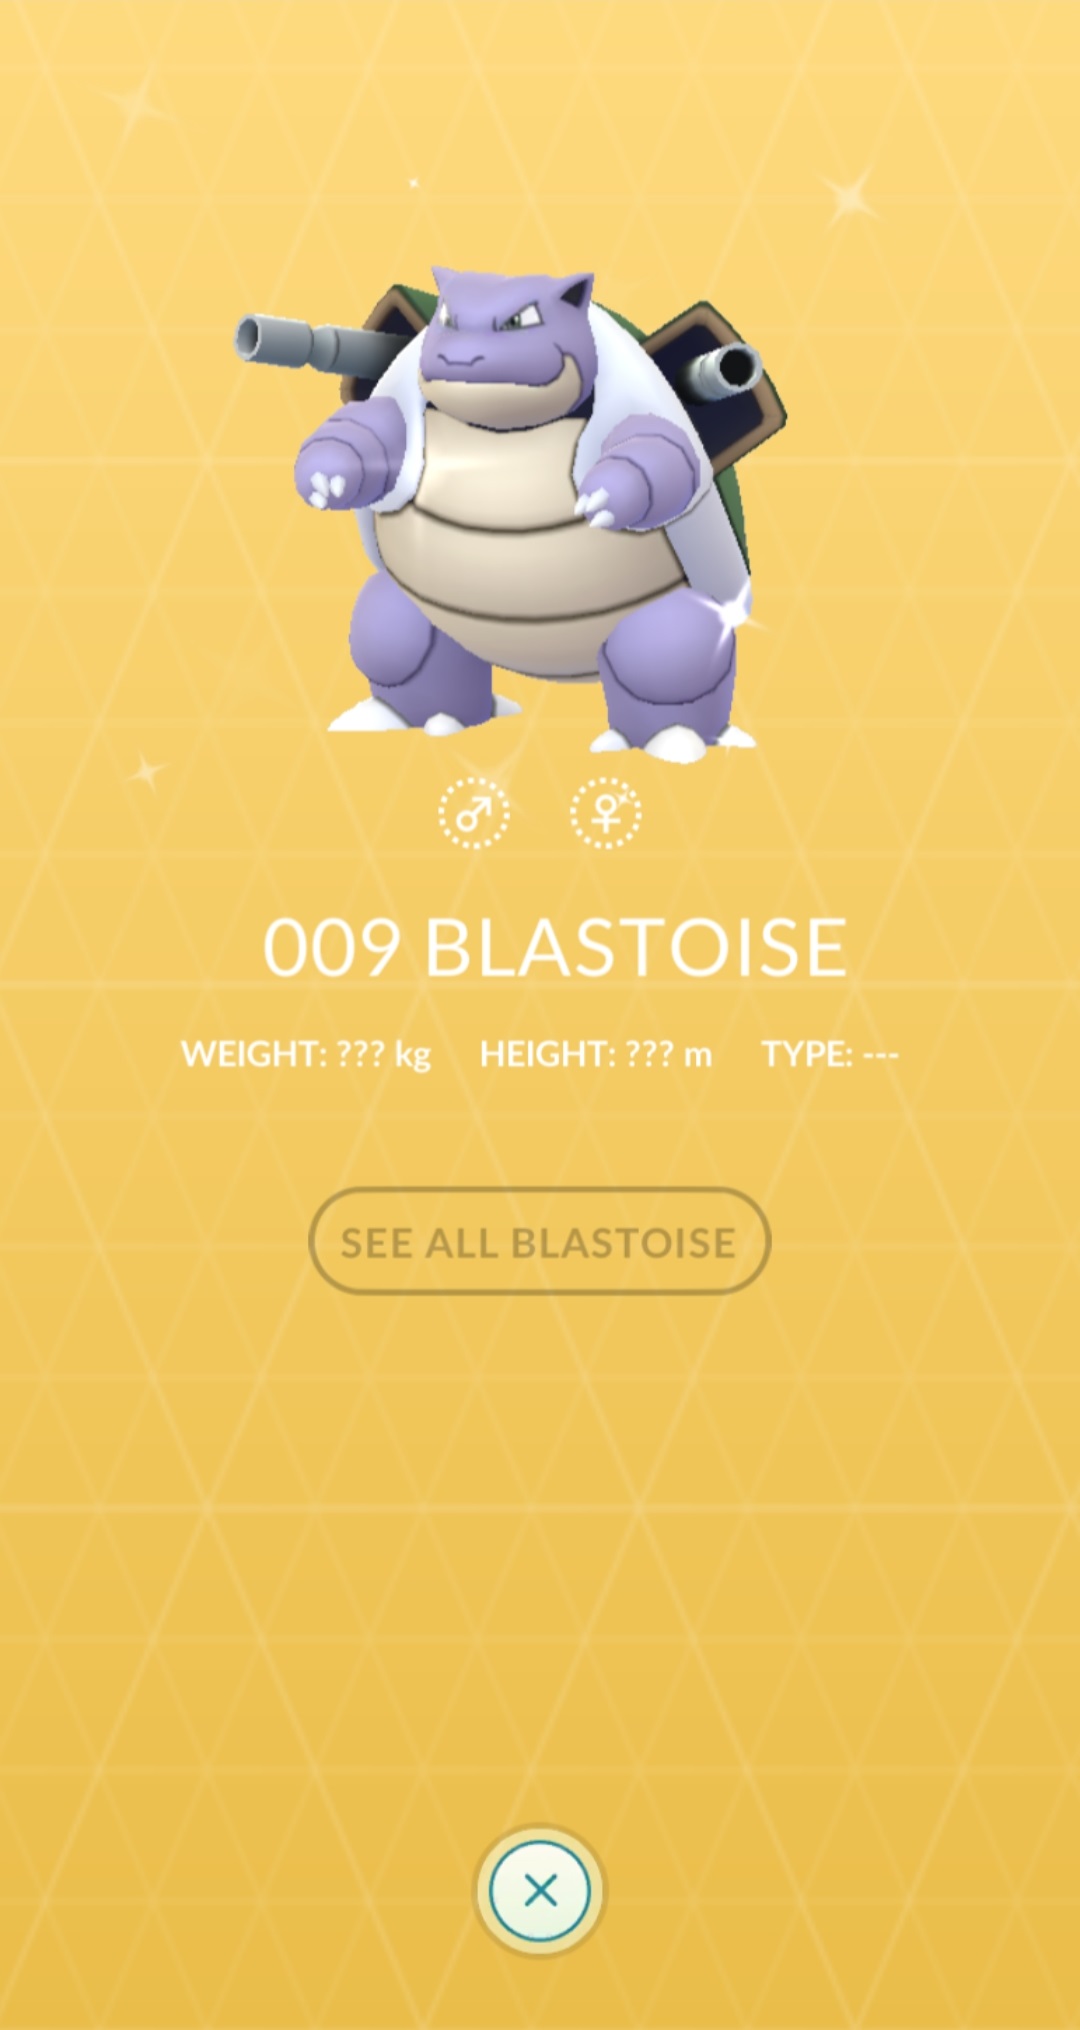 ♂ ♀
009 BLASTOISE
WEIGHT: ??? kg HEIGHT: ??? m TYPE: ---
SEE ALL BLASTOISE